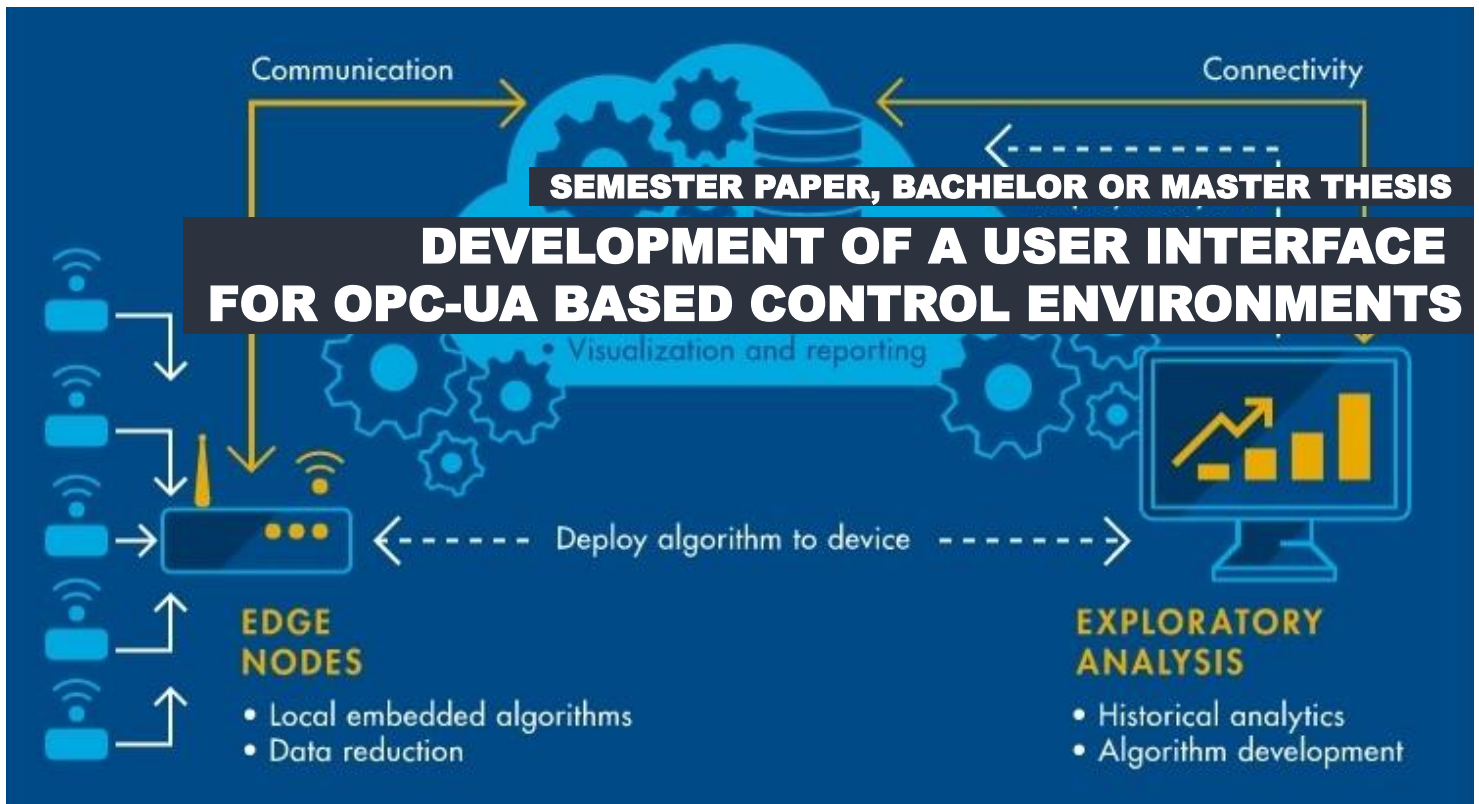 Communication
Connectivity
SEMESTER PAPER, BACHELOR OR MASTER THESIS
DEVELOPMENT OF A USER INTERFACE
FOR OPC-UA BASED CONTROL ENVIRONMENTS
• Visualization and reporting
Deploy algorithm to device
EDGE
NODES
• Local embedded algorithms
• Data reduction
EXPLORATORY
ANALYSIS
• Historical analytics
• Algorithm development